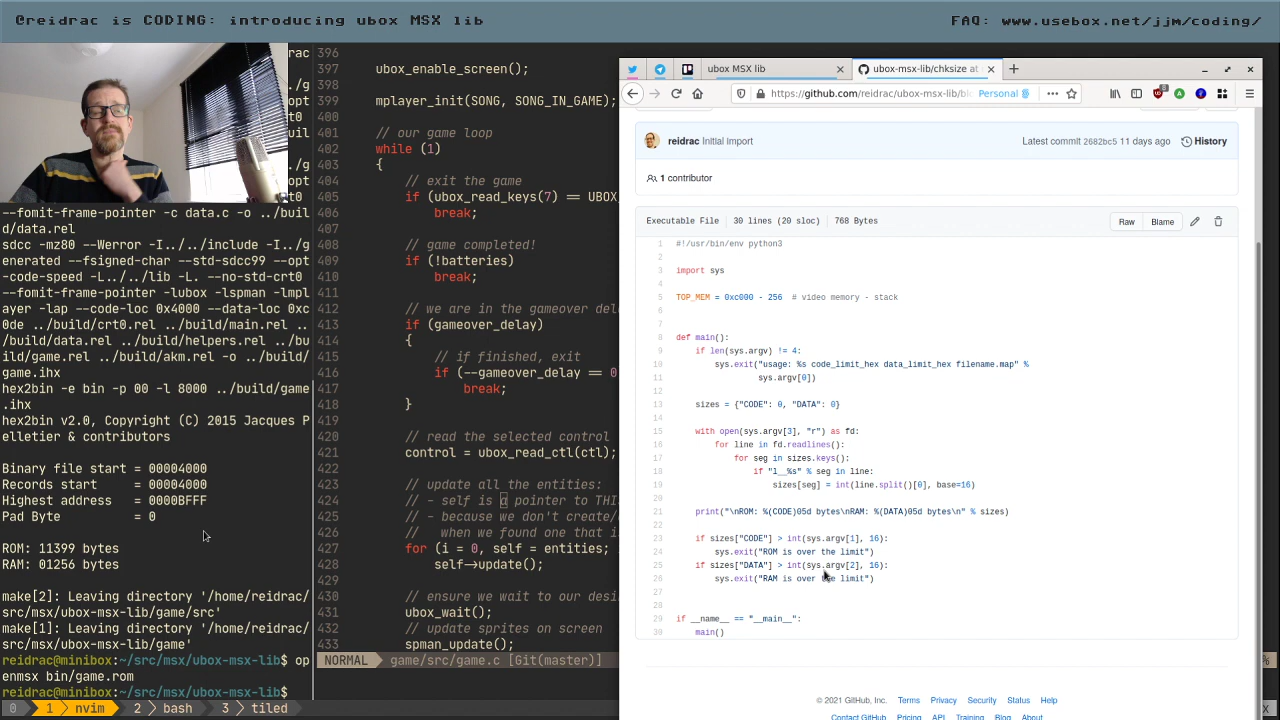 @reidrac is CODING: introducing ubox MSX lib
FAQ: www.usebox.net/jjm/coding/
--fomit-frame-pointer -c data.c -o ../buil
d/data.rel
sdcc -mz80 --Werror -I../../include -I../g
enerated --fsigned-char --std-sdcc99 --opt
-code-speed -L../../lib -L. --no-std-crt0
--fomit-frame-pointer -lubox -lspman -lmpl
ayer -lap --code-loc 0x4000 --data-loc 0xc
0de ../build/crt0.rel ../build/main.rel ..
/build/data.rel ../build/helpers.rel ../bu
ild/game.rel ../build/akm.rel -o ../build/
game.ihx
hex2bin -e bin -p 00 -l 8000 ../build/game
.ihx
hex2bin v2.0, Copyright (C) 2015 Jacques P
elletier & contributors
Binary file start = 00004000
Records start = 00004000
Highest address = 0000BFFF
Pad Byte = 0
ROM: 11399 bytes
RAM: 01256 bytes
make[2]: Leaving directory '/home/reidrac/
src/msx/ubox-msx-lib/game/src'
make[1]: Leaving directory '/home/reidrac/
src/msx/ubox-msx-lib/game'
reidrac@minibox:~/src/msx/ubox-msx-lib$ op
enmsx bin/game.rom
reidrac@minibox:~/src/msx/ubox-msx-lib$
0 1 nvim 2 bash 3 tiled
396
397 ubox_enable_screen();
398
399 mplayer_init(SONG, SONG_IN_GAME);
400
401 // our game loop
402 while (1)
403 {
404 // exit the game
405 if (ubox_read_keys(7) == UBOX
406 break;
407
408 // game completed!
409 if (!batteries)
410 break;
411
412 // we are in the gameover del
413 if (gameover_delay)
414 {
415 // if finished, exit
416 if (--gameover_delay == 0
417 break;
418 }
419
420 // read the selected control
421 control = ubox_read_ctl(ctl);
422
423 // update all the entities:
424 // - self is a pointer to THI
425 // - because we don't create/
426 // when we found one that i
427 for (i = 0, self = entities;
428 self->update();
429
430 // ensure we wait to our desi
431 ubox_wait();
432 // update sprites on screen
433 spman_update();
NORMAL game/src/game.c [Git(master)]
ubox MSX lib
ubox-msx-lib/chksize at
https://github.com/reidrac/ubox-msx-lib/blo
Personal
reidrac Initial import
Latest commit 2682bc5 11 days ago History
1 contributor
Executable File 30 lines (20 sloc) 768 Bytes
Raw Blame
1 #!/usr/bin/env python3
2
3 import sys
4
5 TOP_MEM = 0xc000 - 256 # video memory - stack
6
7
8 def main():
9 if len(sys.argv) != 4:
10 sys.exit("usage: %s code_limit_hex data_limit_hex filename.map" %
11 sys.argv[0])
12
13 sizes = {"CODE": 0, "DATA": 0}
14
15 with open(sys.argv[3], "r") as fd:
16 for line in fd.readlines():
17 for seg in sizes.keys():
18 if "l__%s" % seg in line:
19 sizes[seg] = int(line.split()[0], base=16)
20
21 print("\nROM: %(CODE)05d bytes\nRAM: %(DATA)05d bytes\n" % sizes)
22
23 if sizes["CODE"] > int(sys.argv[1], 16):
24 sys.exit("ROM is over the limit")
25 if sizes["DATA"] > int(sys.argv[2], 16):
26 sys.exit("RAM is over the limit")
27
28
29 if __name__ == "__main__":
30 main()
© 2021 GitHub, Inc. Terms Privacy Security Status Help
Contact GitHub Pricing API Training Blog About